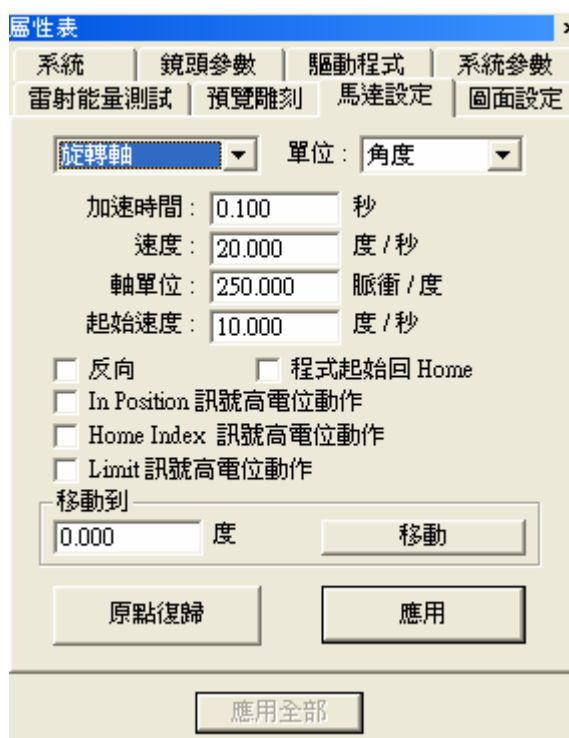 屬性表
系統 鏡頭參數 驅動程式 系統參數
雷射能量測試 預覽雕刻 馬達設定 圖面設定
旋轉軸 單位 : 角度
加速時間 : 0.100 秒
速度 : 20.000 度 / 秒
軸單位 : 250.000 脈衝 / 度
起始速度 : 10.000 度 / 秒
反向 程式起始回 Home
In Position 訊號高電位動作
Home Index 訊號高電位動作
Limit 訊號高電位動作
移動到
0.000 度 移動
原點復歸 應用
應用全部